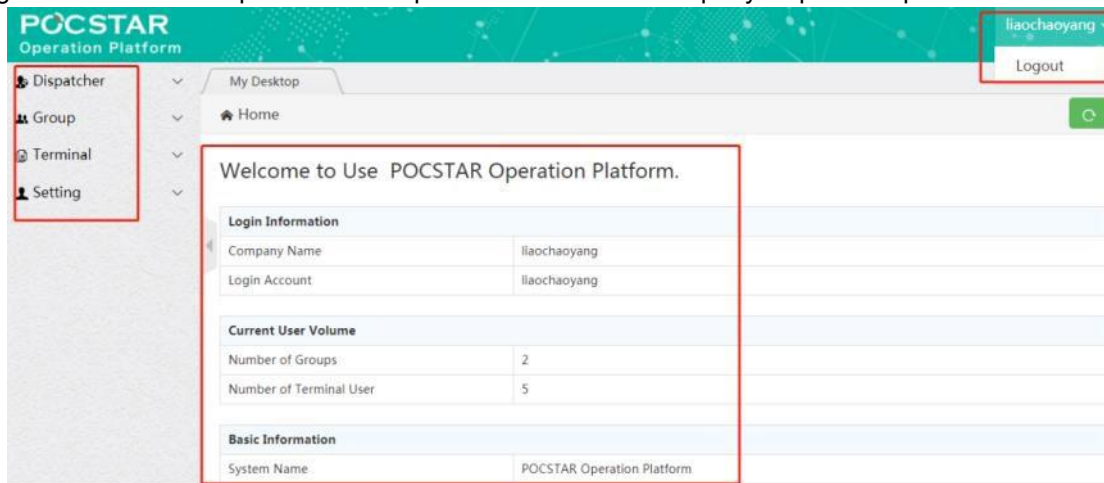 POCSTAR
Operation Platform
liaochaoyang
Logout
Dispatcher
Group
Terminal
Setting
My Desktop
Home
Welcome to Use POCSTAR Operation Platform.
Login Information
Company Name liaochaoyang
Login Account liaochaoyang
Current User Volume
Number of Groups 2
Number of Terminal User 5
Basic Information
System Name POCSTAR Operation Platform